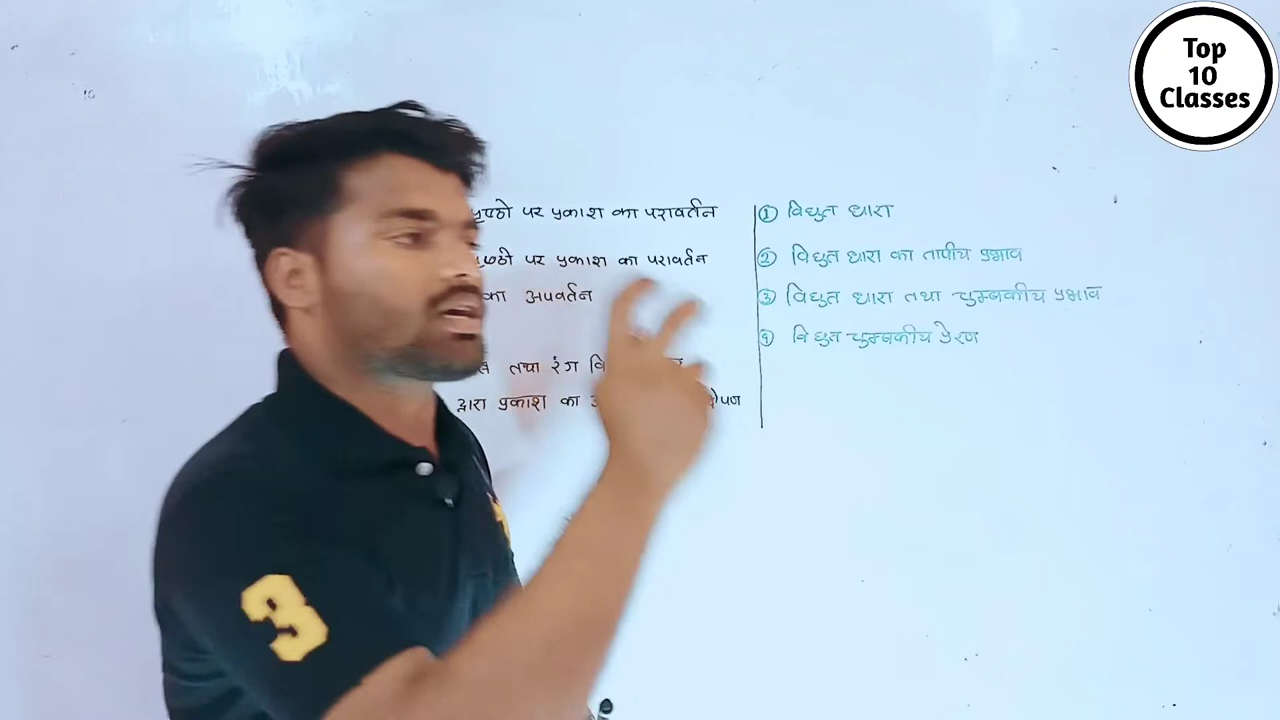 Top
10
Classes
पृष्ठो पर प्रकाश का परावर्तन
पर प्रकाश का परावर्तन
का अपवर्तन
तथा रंग
द्वारा प्रकाश का
① विधुत धारा
② विधुत धारा का तापीय प्रभाव
③ विधुत धारा तथा चुम्बकीय प्रभाव
④ विधुत चुम्बकीय प्रेरण
3